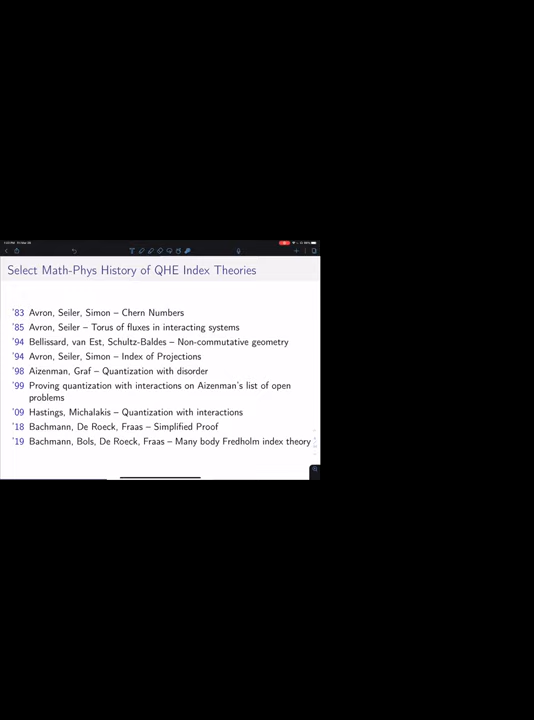 Select Math-Phys History of QHE Index Theories
'83 Avron, Seiler, Simon – Chern Numbers
'85 Avron, Seiler – Torus of fluxes in interacting systems
'94 Bellissard, van Est, Schultz-Baldes – Non-commutative geometry
'94 Avron, Seiler, Simon – Index of Projections
'98 Aizenman, Graf – Quantization with disorder
'99 Proving quantization with interactions on Aizenman's list of open
problems
'09 Hastings, Michalakis – Quantization with interactions
'18 Bachmann, De Roeck, Fraas – Simplified Proof
'19 Bachmann, Bols, De Roeck, Fraas – Many body Fredholm index theory